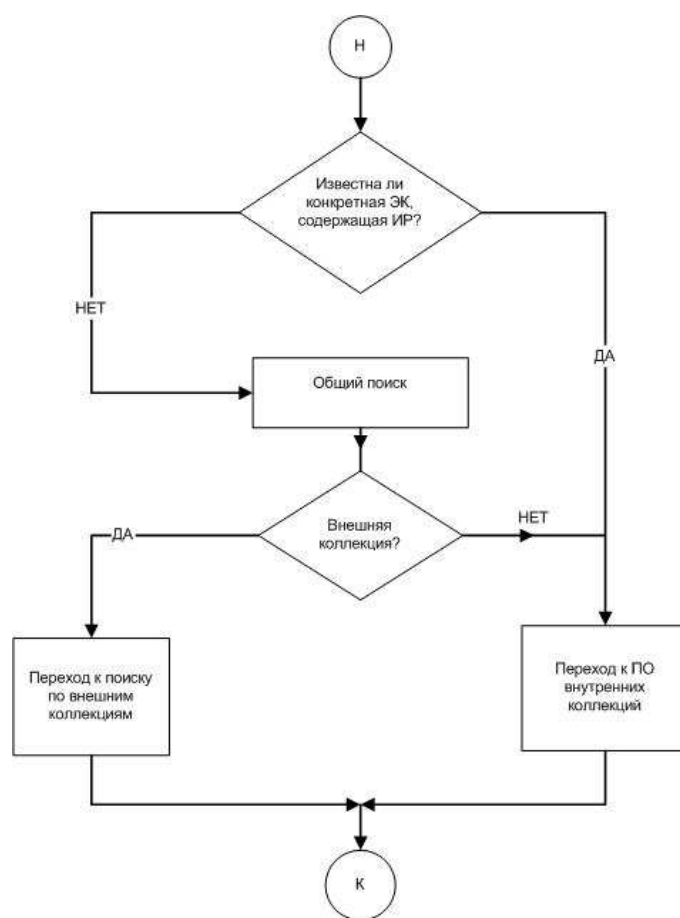 Н
Известна ли
конкретная ЭК,
содержащая ИР?
НЕТ
ДА
Общий поиск
Внешняя
коллекция?
ДА
НЕТ
Переход к поиску
по внешним
коллекциям
Переход к ПО
внутренних
коллекций
К